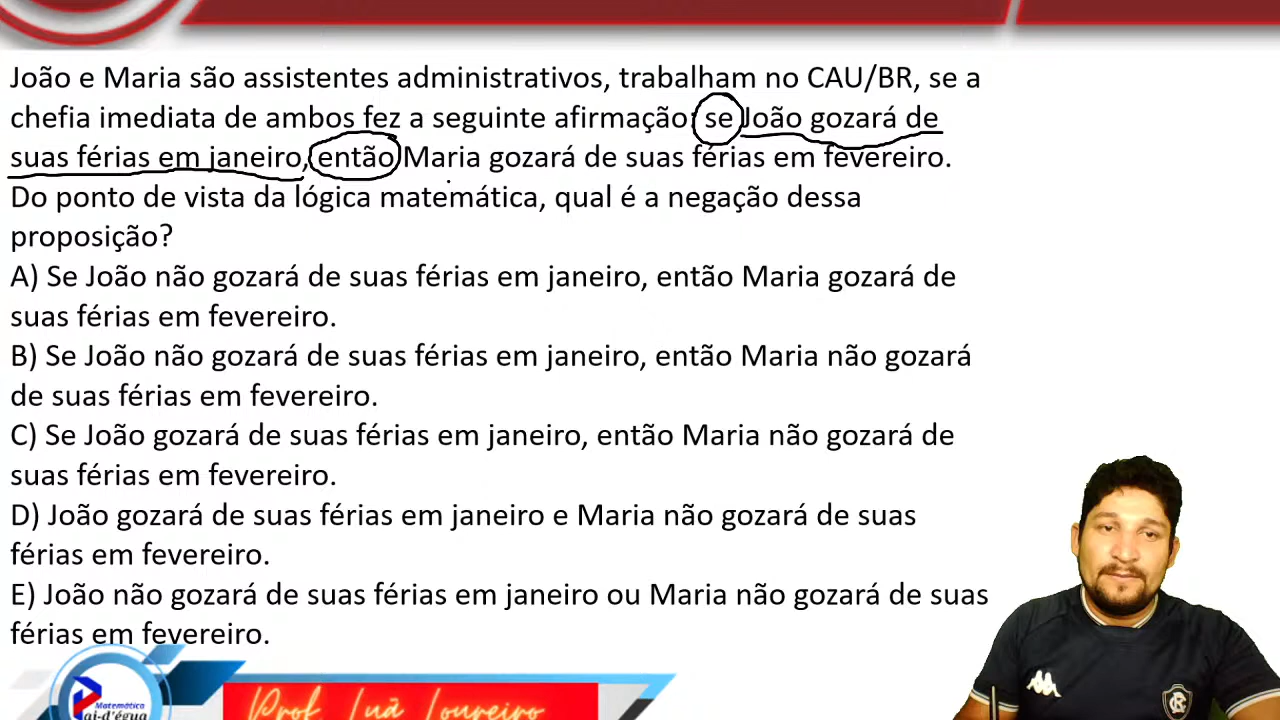 João e Maria são assistentes administrativos, trabalham no CAU/BR, se a
chefia imediata de ambos fez a seguinte afirmação: se João gozará de
suas férias em janeiro, então Maria gozará de suas férias em fevereiro.
Do ponto de vista da lógica matemática, qual é a negação dessa
proposição?
A) Se João não gozará de suas férias em janeiro, então Maria gozará de
suas férias em fevereiro.
B) Se João não gozará de suas férias em janeiro, então Maria não gozará
de suas férias em fevereiro.
C) Se João gozará de suas férias em janeiro, então Maria não gozará de
suas férias em fevereiro.
D) João gozará de suas férias em janeiro e Maria não gozará de suas
férias em fevereiro.
E) João não gozará de suas férias em janeiro ou Maria não gozará de suas
férias em fevereiro.
Matemática
Pai-d'égua
Prof Luã Loureiro